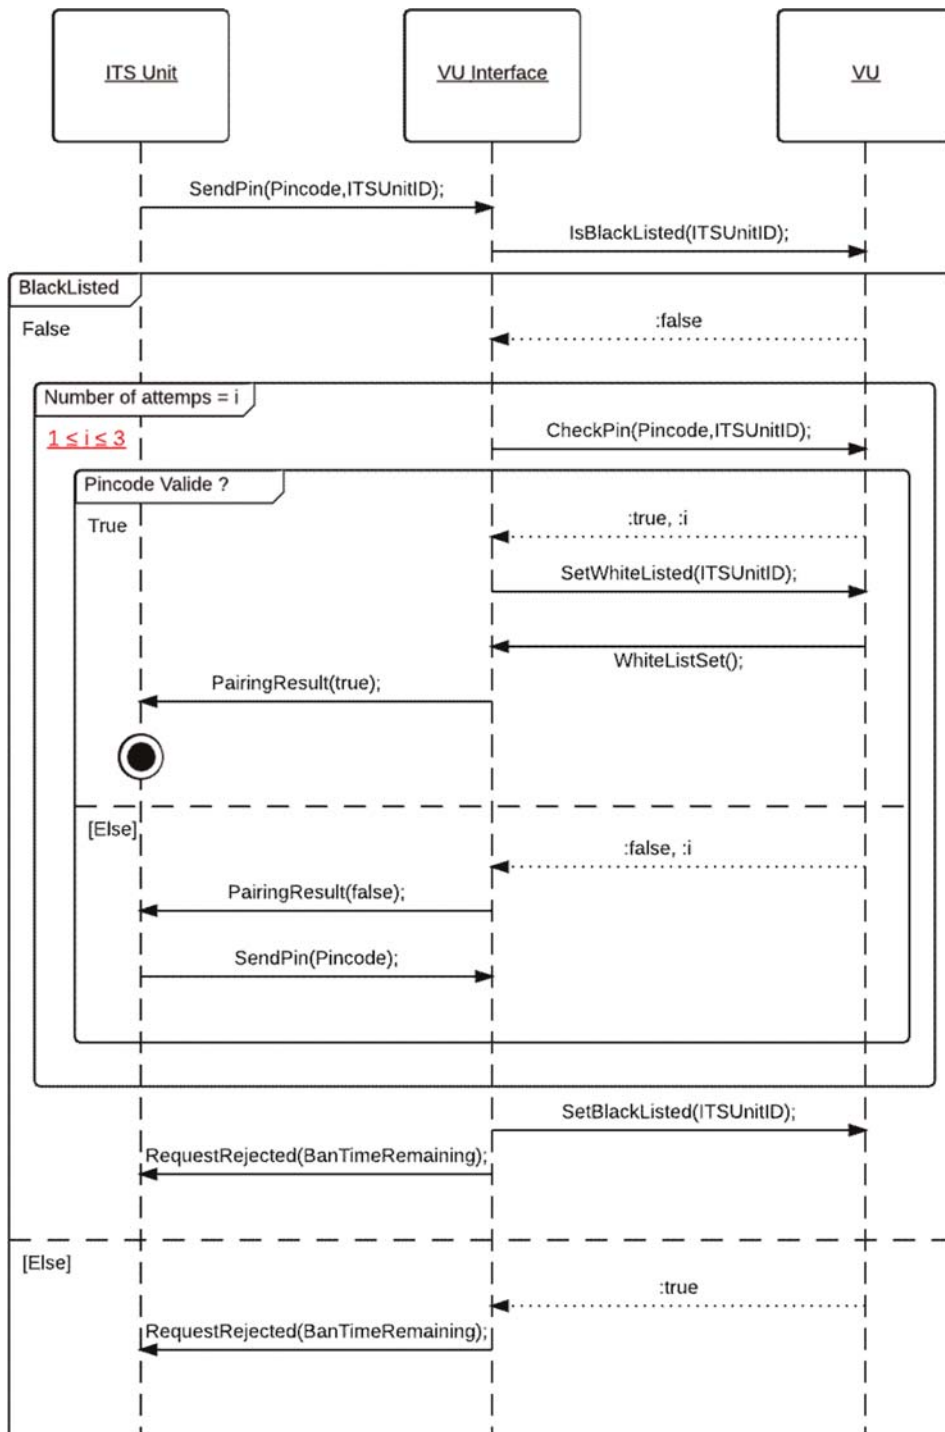 ITS Unit
VU Interface
VU
SendPin(Pincode,ITSUnitID);
IsBlackListed(ITSUnitID);
BlackListed
False
:false
Number of attemps = i
1 ≤ i ≤ 3
CheckPin(Pincode,ITSUnitID);
Pincode Valide ?
True
:true, :i
SetWhiteListed(ITSUnitID);
WhiteListSet();
PairingResult(true);
[Else]
:false, :i
PairingResult(false);
SendPin(Pincode);
SetBlackListed(ITSUnitID);
RequestRejected(BanTimeRemaining);
[Else]
:true
RequestRejected(BanTimeRemaining);